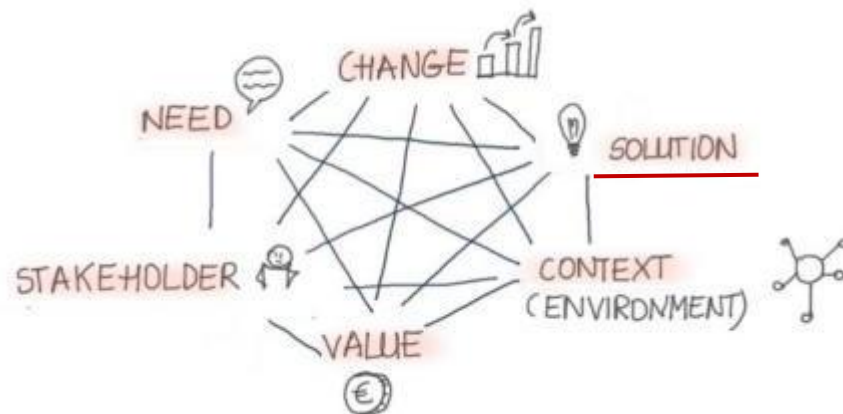 CHANGE
NEED
SOLUTION
STAKEHOLDER
CONTEXT
(ENVIRONMENT)
VALUE
€